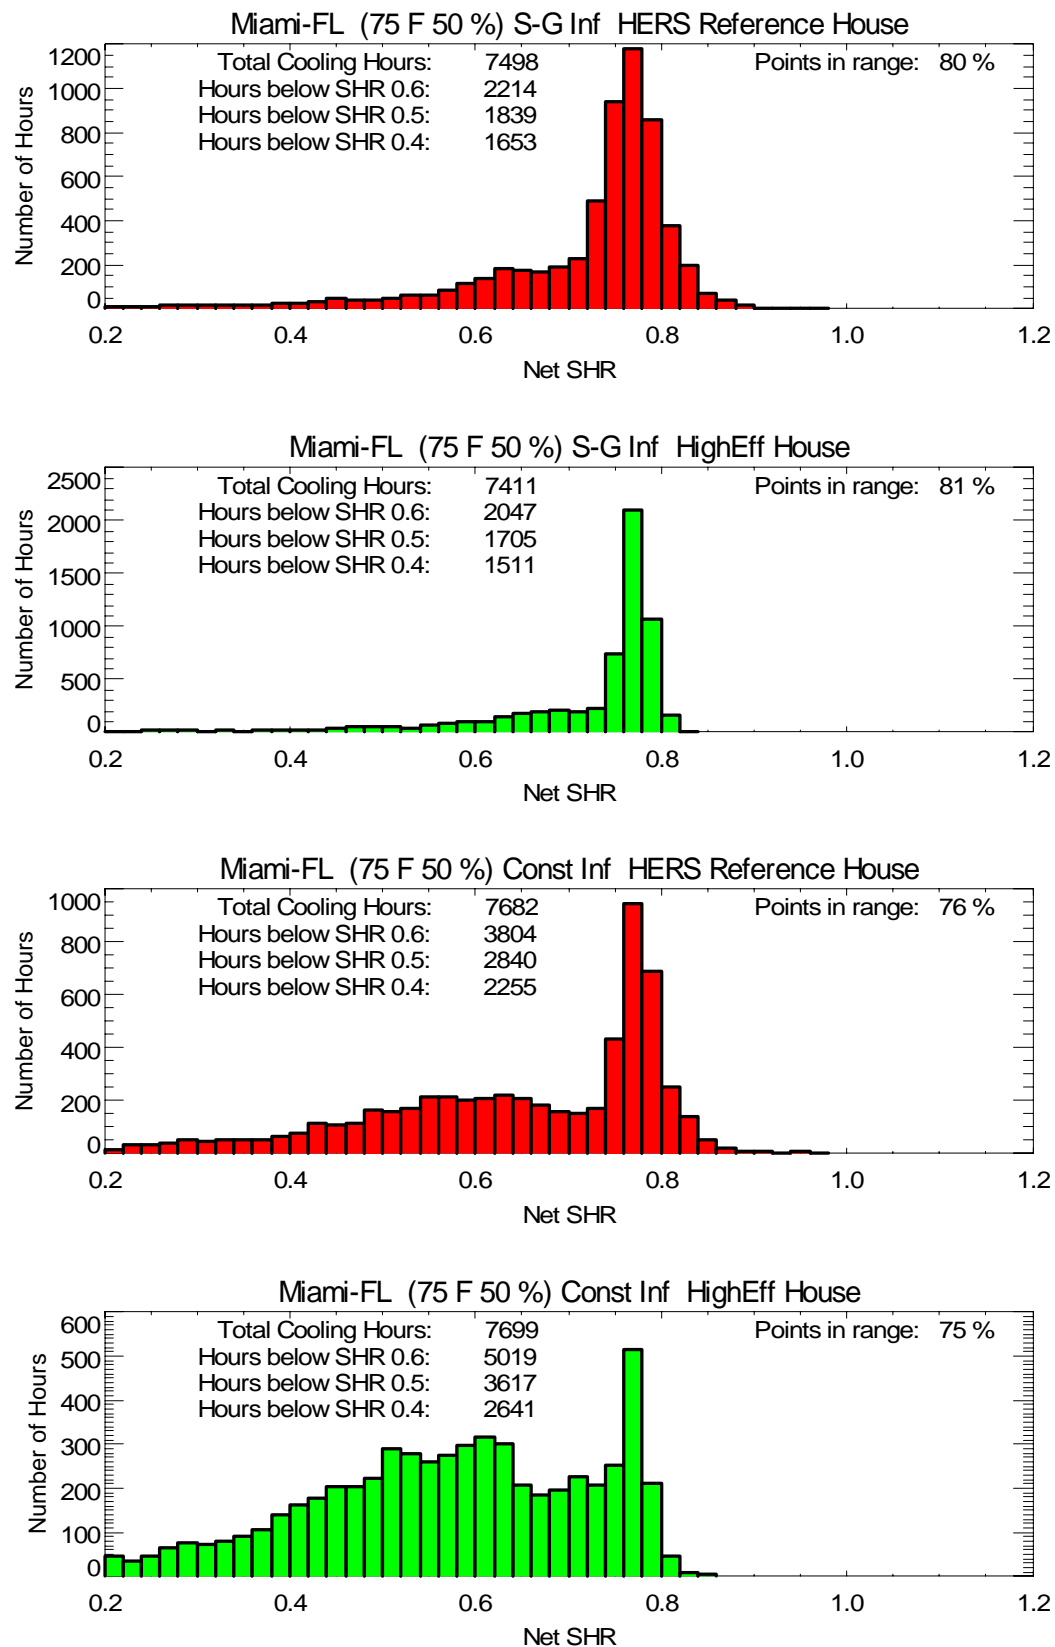 Miami-FL (75 F 50 %) S-G Inf HERS Reference House
Total Cooling Hours: 7498 Points in range: 80 %
Hours below SHR 0.6: 2214
Hours below SHR 0.5: 1839
Hours below SHR 0.4: 1653
1200
1000
800
600
400
200
0
Number of Hours
0.2 0.4 0.6 0.8 1.0 1.2
Net SHR
Miami-FL (75 F 50 %) S-G Inf HighEff House
Total Cooling Hours: 7411 Points in range: 81 %
Hours below SHR 0.6: 2047
Hours below SHR 0.5: 1705
Hours below SHR 0.4: 1511
2500
2000
1500
1000
500
0
Number of Hours
0.2 0.4 0.6 0.8 1.0 1.2
Net SHR
Miami-FL (75 F 50 %) Const Inf HERS Reference House
Total Cooling Hours: 7682 Points in range: 76 %
Hours below SHR 0.6: 3804
Hours below SHR 0.5: 2840
Hours below SHR 0.4: 2255
1000
800
600
400
200
0
Number of Hours
0.2 0.4 0.6 0.8 1.0 1.2
Net SHR
Miami-FL (75 F 50 %) Const Inf HighEff House
Total Cooling Hours: 7699 Points in range: 75 %
Hours below SHR 0.6: 5019
Hours below SHR 0.5: 3617
Hours below SHR 0.4: 2641
600
500
400
300
200
100
0
Number of Hours
0.2 0.4 0.6 0.8 1.0 1.2
Net SHR